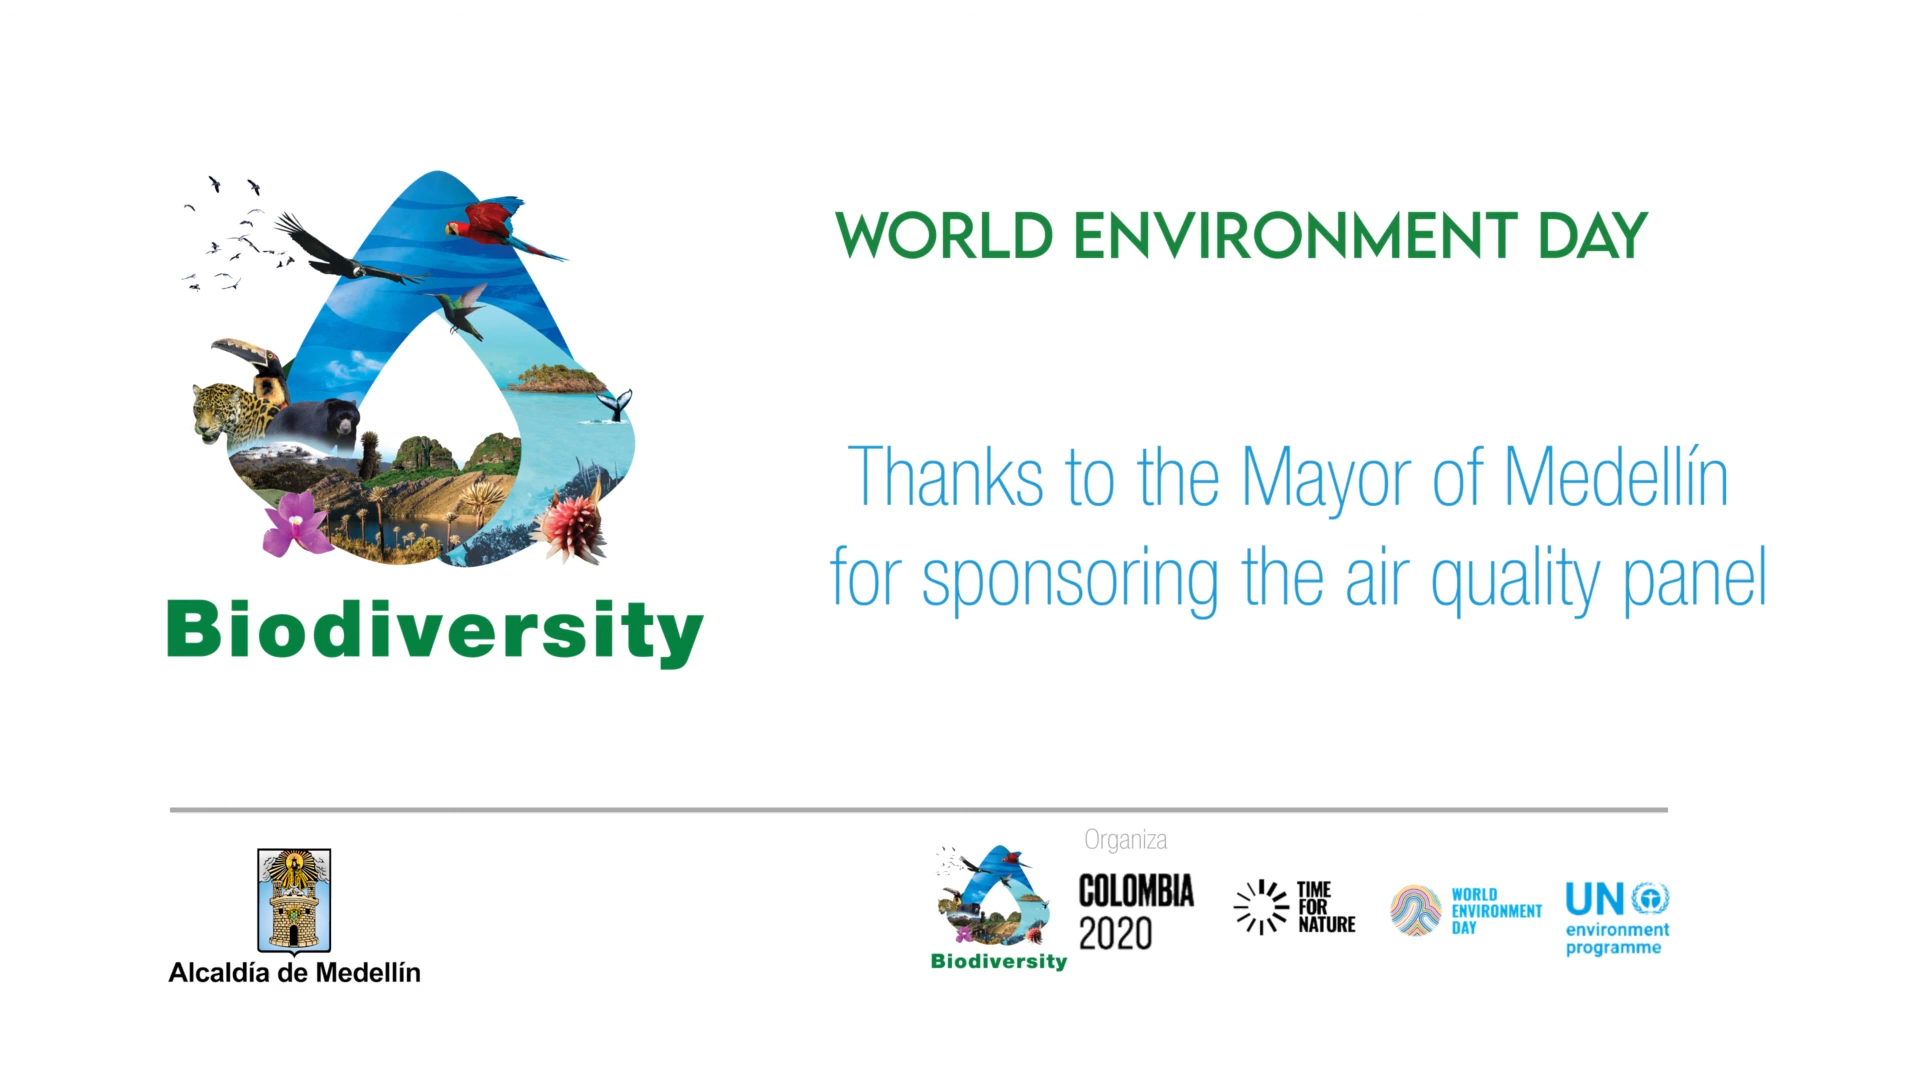 WORLD ENVIRONMENT DAY
Thanks to the Mayor of Medellín
for sponsoring the air quality panel
Biodiversity
Alcaldía de Medellín
Organiza
Biodiversity
COLOMBIA
2020
TIME
FOR
NATURE
WORLD
ENVIRONMENT
DAY
UN
environment
programme